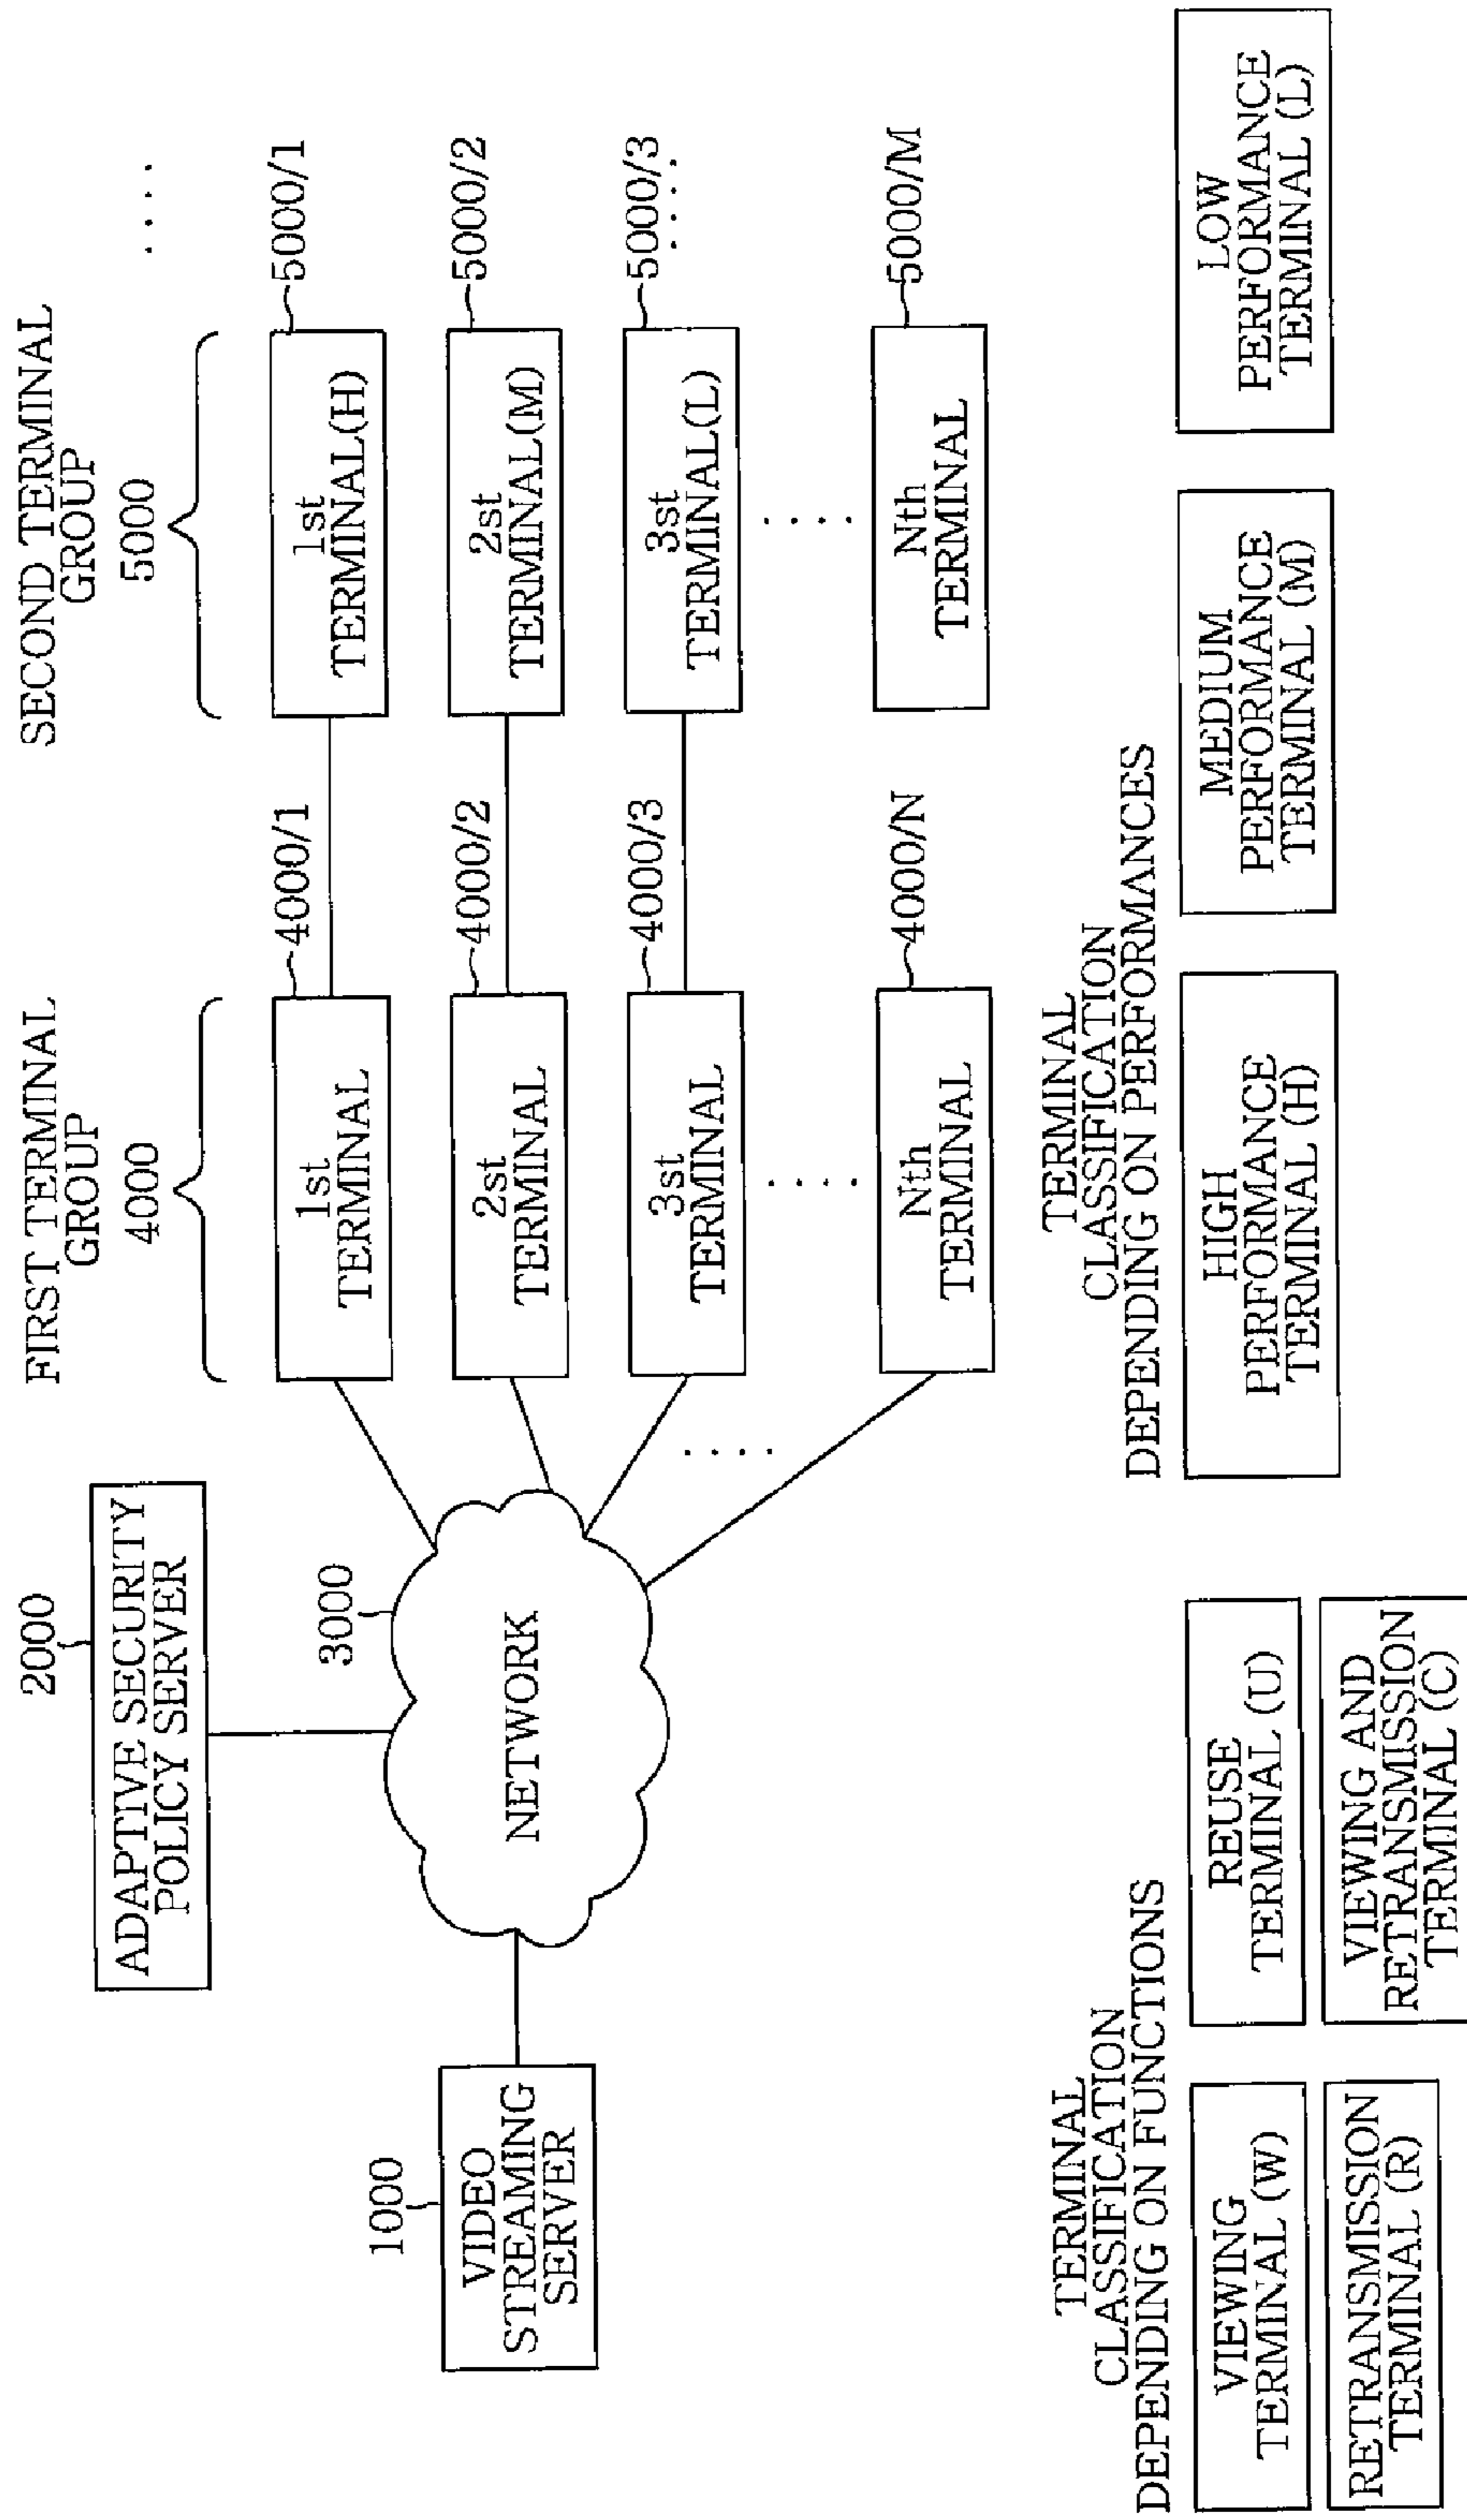 2000
ADAPTIVE SECURITY
POLICY SERVER
FIRST TERMINAL
GROUP
4000
SECOND TERMINAL
GROUP
5000
. . . .
1000
VIDEO
STREAMING
SERVER
3000
NETWORK
1st
TERMINAL
4000/1
1st
TERMINAL(H)
5000/1
2st
TERMINAL
4000/2
2st
TERMINAL(M)
5000/2
3st
TERMINAL
4000/3
3st
TERMINAL(L)
5000/3
. . . .
. . . .
. . . .
. . . .
Nth
TERMINAL
4000/N
Nth
TERMINAL
5000/M
TERMINAL
CLASSIFICATION
DEPENDING ON FUNCTIONS
VIEWING
TERMINAL (W)
REUSE
TERMINAL (U)
RETRANSMISSION
TERMINAL (R)
VIEWING AND
RETRANSMISSION
TERMINAL (C)
TERMINAL
CLASSIFICATION
DEPENDING ON PERFORMANCES
HIGH
PERFORMANCE
TERMINAL (H)
MEDIUM
PERFORMANCE
TERMINAL (M)
LOW
PERFORMANCE
TERMINAL (L)